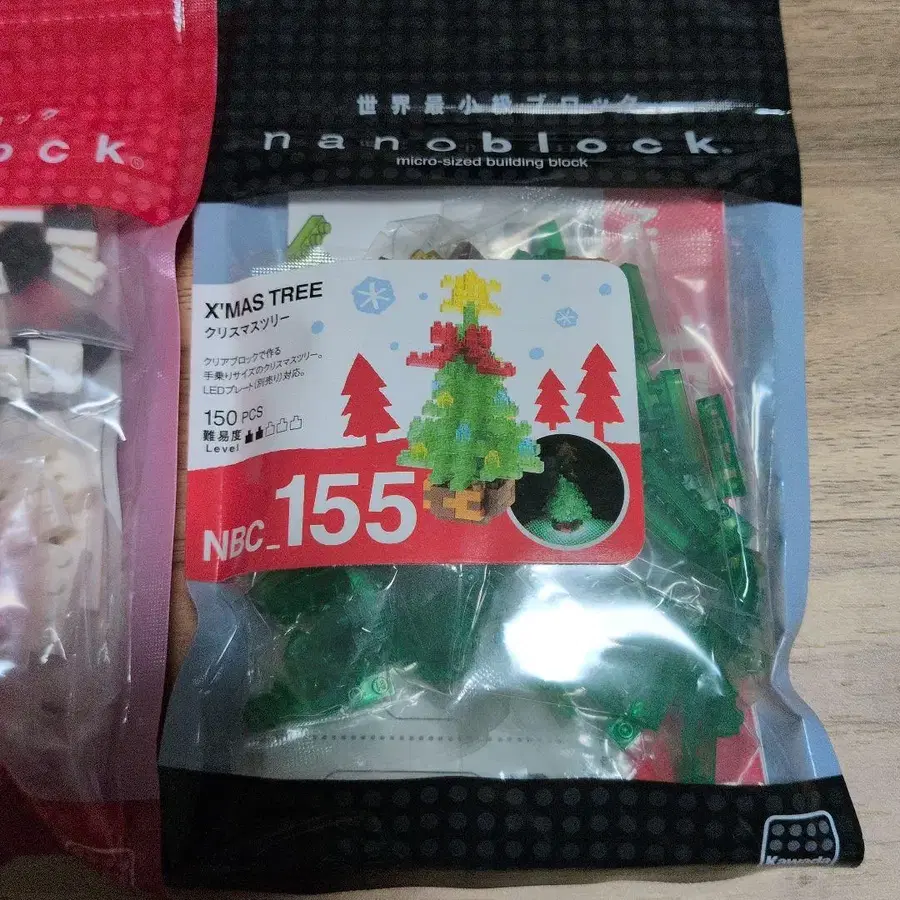 ロック
ock
世界最小級ブロック
nanoblock®
micro-sized building block
X'MAS TREE
クリスマスツリー
クリアブロックで作る
手乗りサイズのクリスマスツリー。
LEDプレート(別売り)対応。
150 PCS
難易度
Level
NBC_155
Kawada